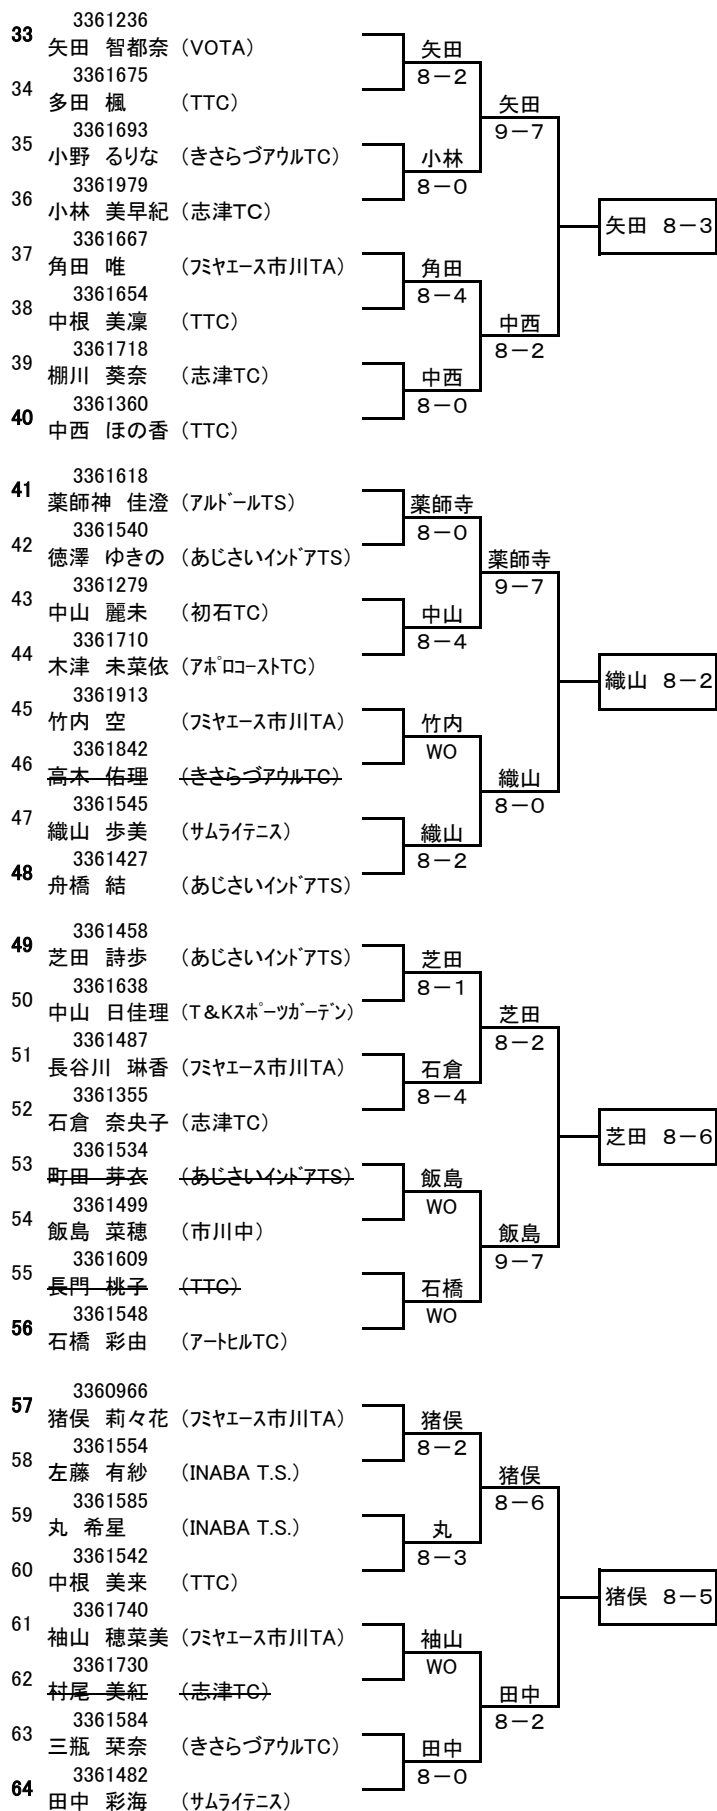 3361236
33 矢田 智都奈 (VOTA) 矢田
8－2
3361675
34 多田 楓 (TTC) 矢田
9－7
3361693
35 小野 るりな (きさらづｱｳﾙTC) 小林
8－0
3361979
36 小林 美早紀 (志津TC) 矢田 8－3
3361667
37 角田 唯 (ﾌﾐﾔｴｰｽ市川TA) 角田
8－4
3361654
38 中根 美凜 (TTC) 中西
8－2
3361718
39 棚川 葵奈 (志津TC) 中西
8－0
3361360
40 中西 ほの香 (TTC)
3361618
41 薬師神 佳澄 (ｱﾙﾄﾞｰﾙTS) 薬師寺
8－0
3361540
42 徳澤 ゆきの (あじさいｲﾝﾄﾞｱTS) 薬師寺
9－7
3361279
43 中山 麗未 (初石TC) 中山
8－4
3361710
44 木津 未菜依 (ｱﾎﾟﾛｺｰｽﾄTC) 織山 8－2
3361913
45 竹内 空 (ﾌﾐﾔｴｰｽ市川TA) 竹内
WO
3361842
46 高木 佑理 (きさらづｱｳﾙTC) 織山
8－0
3361545
47 織山 歩美 (ｻﾑﾗｲﾃﾆｽ) 織山
8－2
3361427
48 舟橋 結 (あじさいｲﾝﾄﾞｱTS)
3361458
49 芝田 詩歩 (あじさいｲﾝﾄﾞｱTS) 芝田
8－1
3361638
50 中山 日佳理 (T＆Kｽﾎﾟｰﾂｶﾞｰﾃﾞﾝ) 芝田
8－2
3361487
51 長谷川 琳香 (ﾌﾐﾔｴｰｽ市川TA) 石倉
8－4
3361355
52 石倉 奈央子 (志津TC) 芝田 8－6
3361534
53 町田 芽衣 (あじさいｲﾝﾄﾞｱTS) 飯島
WO
3361499
54 飯島 菜穂 (市川中) 飯島
9－7
3361609
55 長門 桃子 (TTC) 石橋
WO
3361548
56 石橋 彩由 (ｱｰﾄﾋﾙTC)
3360966
57 猪俣 莉々花 (ﾌﾐﾔｴｰｽ市川TA) 猪俣
8－2
3361554
58 左藤 有紗 (INABA T.S.) 猪俣
8－6
3361585
59 丸 希星 (INABA T.S.) 丸
8－3
3361542
60 中根 美来 (TTC) 猪俣 8－5
3361740
61 袖山 穂菜美 (ﾌﾐﾔｴｰｽ市川TA) 袖山
WO
3361730
62 村尾 美紅 (志津TC) 田中
8－2
3361584
63 三瓶 栞奈 (きさらづｱｳﾙTC) 田中
8－0
3361482
64 田中 彩海 (ｻﾑﾗｲﾃﾆｽ)